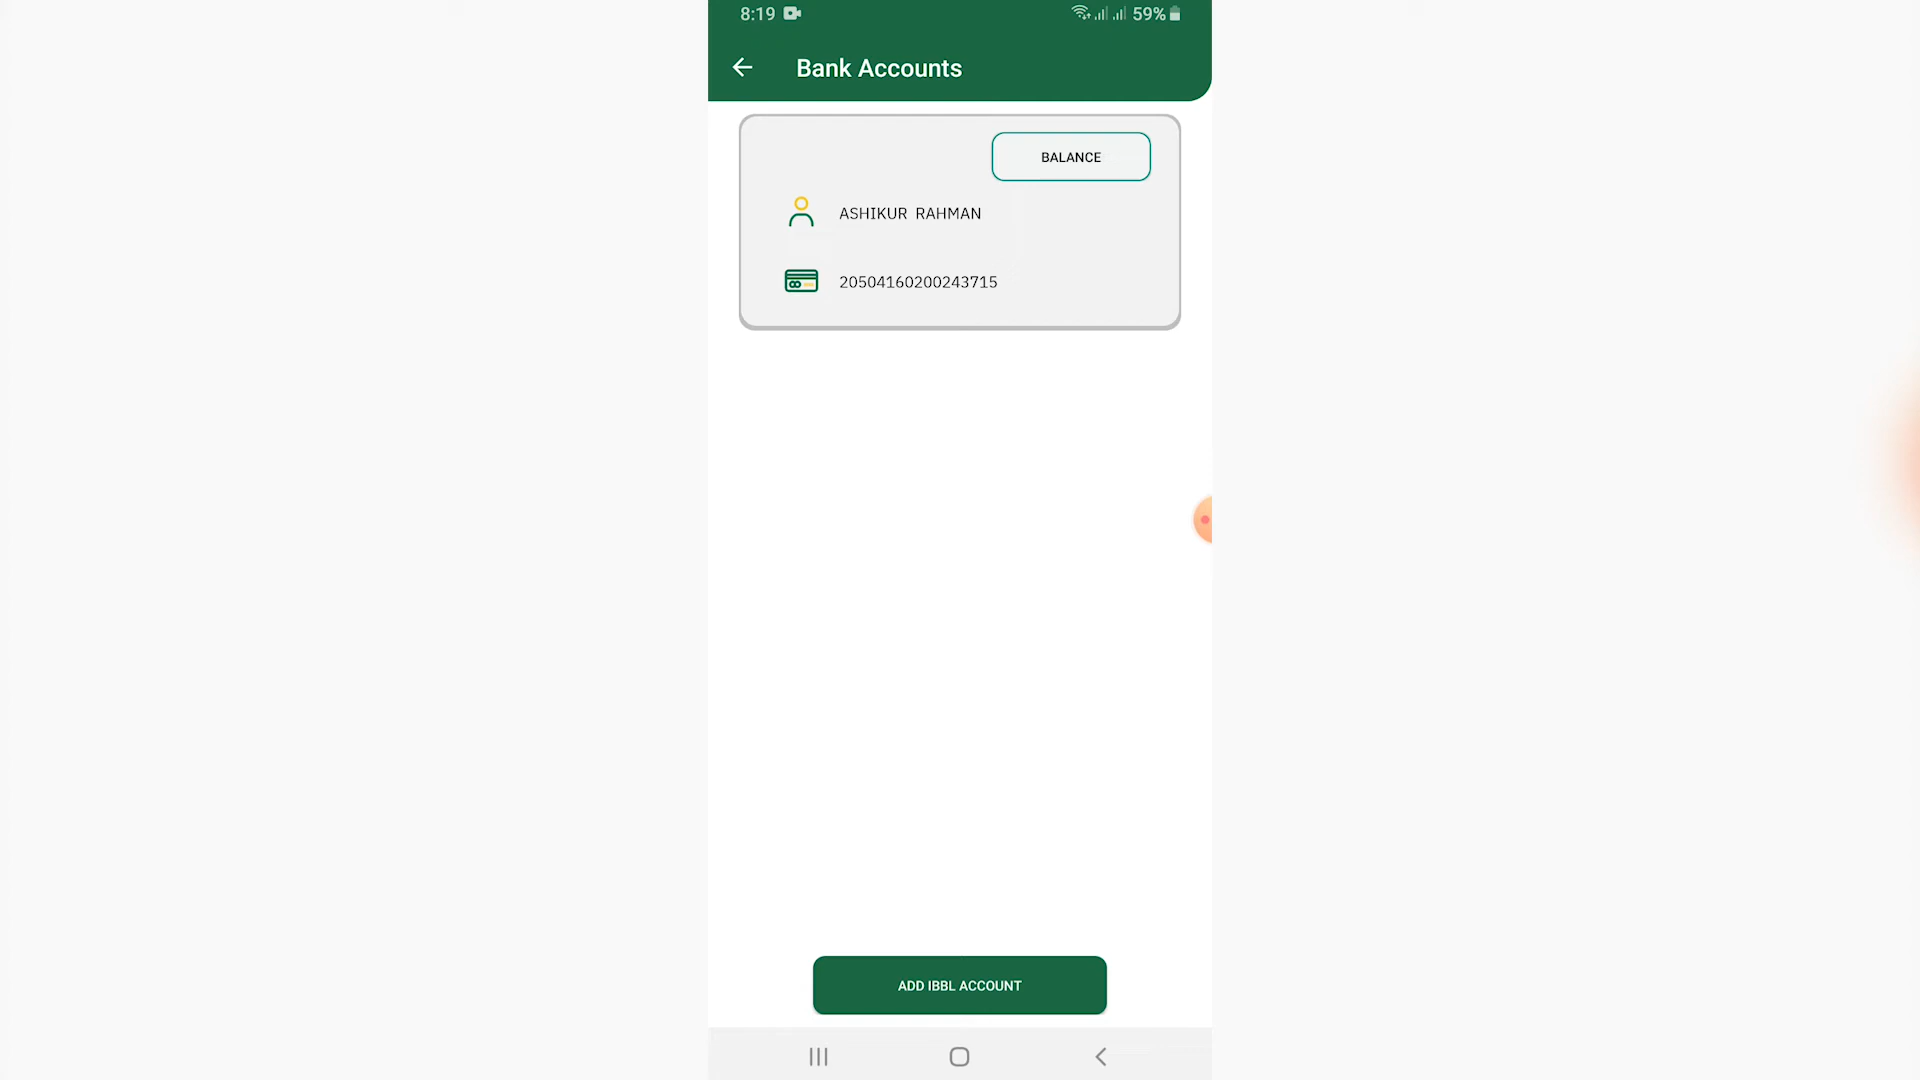 8:19 59%
Bank Accounts
BALANCE
ASHIKUR RAHMAN
20504160200243715
ADD IBBL ACCOUNT